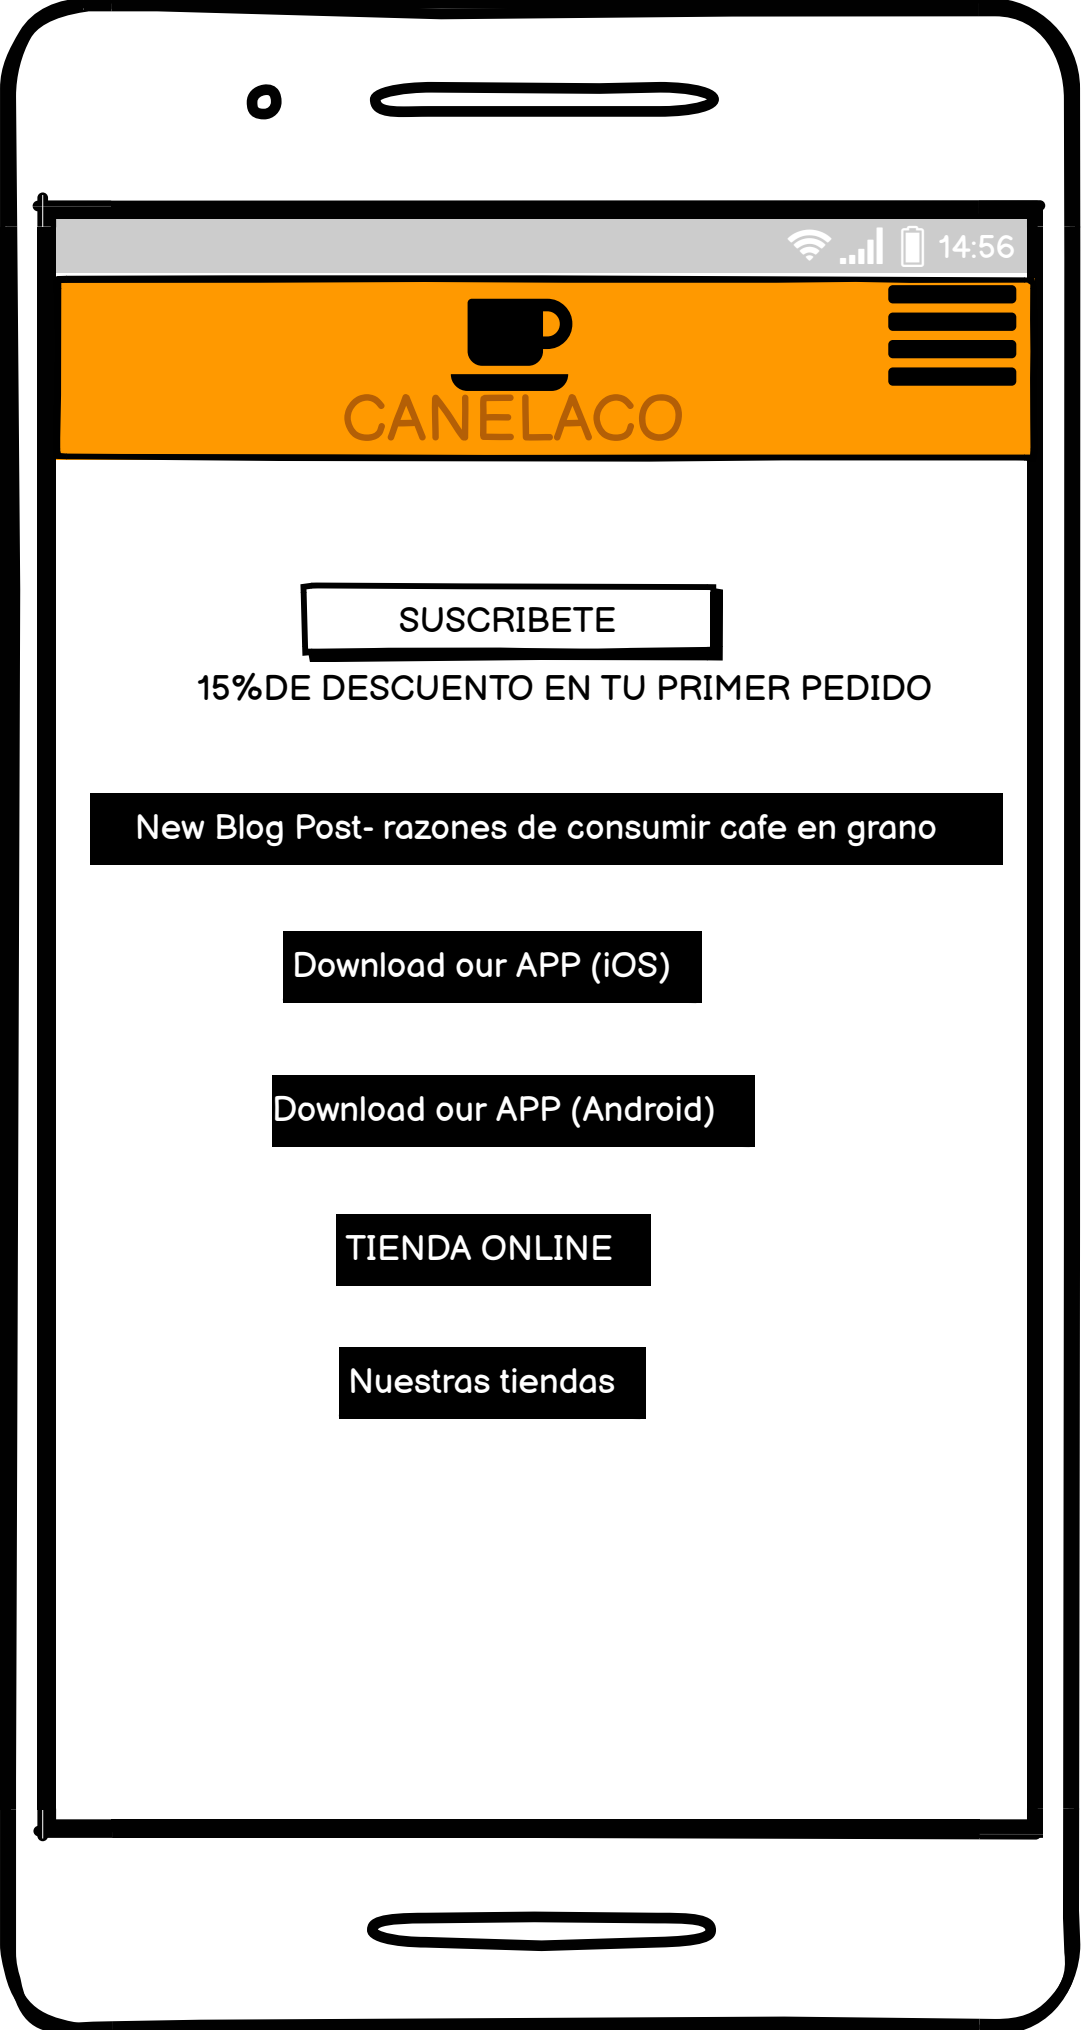 14:56
CANELACO
SUSCRIBETE
15%DE DESCUENTO EN TU PRIMER PEDIDO
New Blog Post- razones de consumir cafe en grano
Download our APP (iOS)
Download our APP (Android)
TIENDA ONLINE
Nuestras tiendas